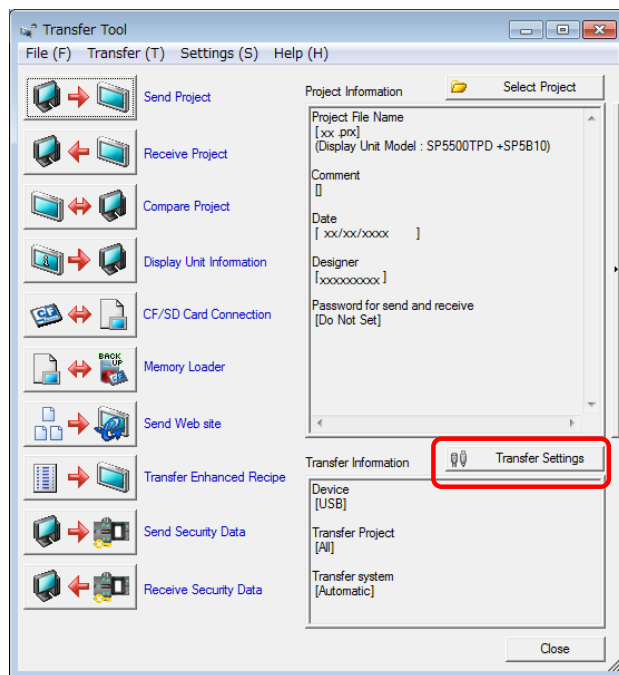 Transfer Tool
File (F) Transfer (T) Settings (S) Help (H)
Send Project
Receive Project
Compare Project
Display Unit Information
CF/SD Card Connection
BACK
UP
Memory Loader
Send Web site
Transfer Enhanced Recipe
Send Security Data
Receive Security Data
Project Information
Select Project
Project File Name
[xx .prx]
(Display Unit Model : SP5500TPD +SP5B10)
Comment
[]
Date
[ xx/xx/xxxx ]
Designer
[xxxxxxxxx ]
Password for send and receive
[Do Not Set]
Transfer Information
Transfer Settings
Device
[USB]
Transfer Project
[All]
Transfer system
[Automatic]
Close